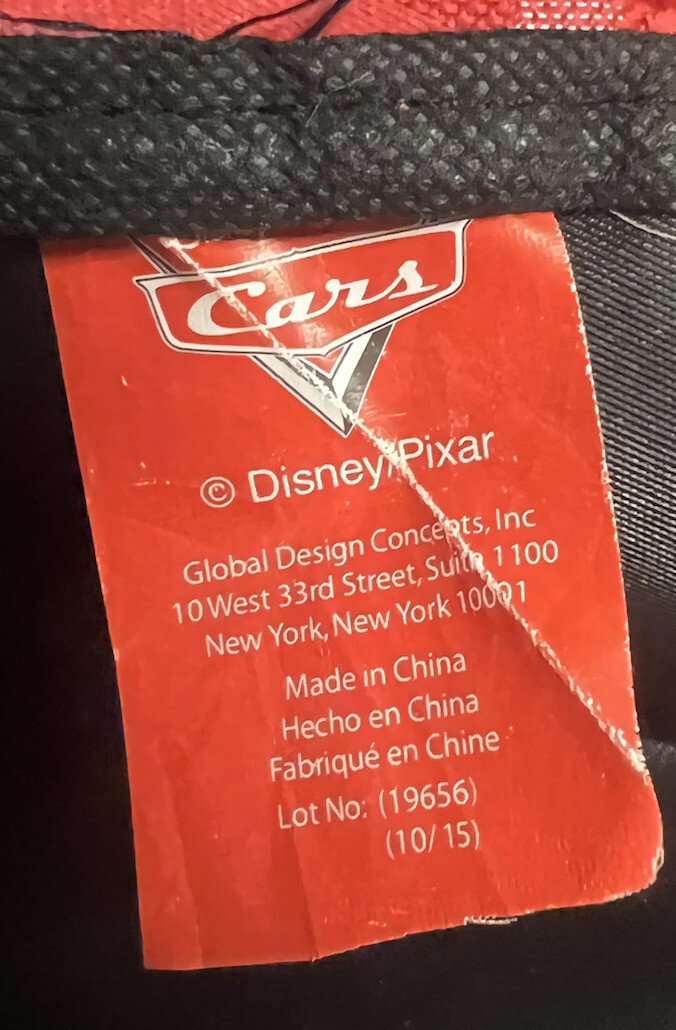 Cars
© Disney/Pixar
Global Design Concepts, Inc
10 West 33rd Street, Suite 1100
New York, New York 10001
Made in China
Hecho en China
Fabriqué en Chine
Lot No: (19656)
(10/15)